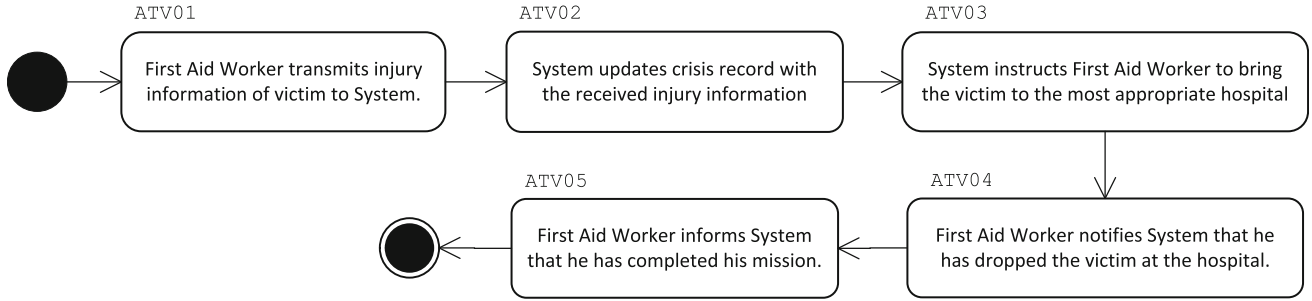 ATV01
First Aid Worker transmits injury
information of victim to System.
ATV02
System updates crisis record with
the received injury information
ATV03
System instructs First Aid Worker to bring
the victim to the most appropriate hospital
ATV04
First Aid Worker notifies System that he
has dropped the victim at the hospital.
ATV05
First Aid Worker informs System
that he has completed his mission.